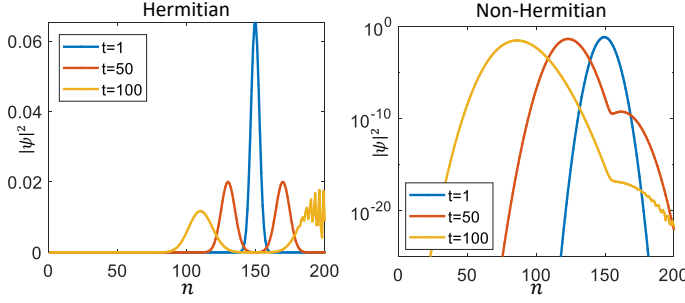 Hermitian
0.06
0.04
0.02
0
|ψ|²
t=1
t=50
t=100
0 50 100 150 200
n
Non-Hermitian
10⁰
10⁻¹⁰
10⁻²⁰
|ψ|²
t=1
t=50
t=100
0 50 100 150 200
n